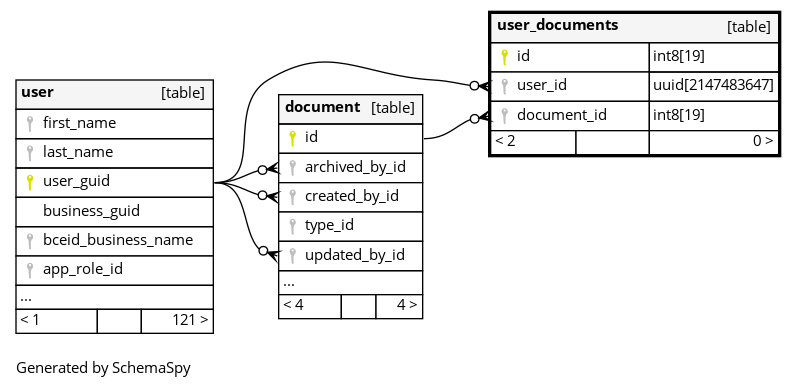 user [table]
first_name
last_name
user_guid
business_guid
bceid_business_name
app_role_id
...
< 1 121 >
document [table]
id
archived_by_id
created_by_id
type_id
updated_by_id
...
< 4 4 >
user_documents [table]
id int8[19]
user_id uuid[2147483647]
document_id int8[19]
< 2 0 >
Generated by SchemaSpy